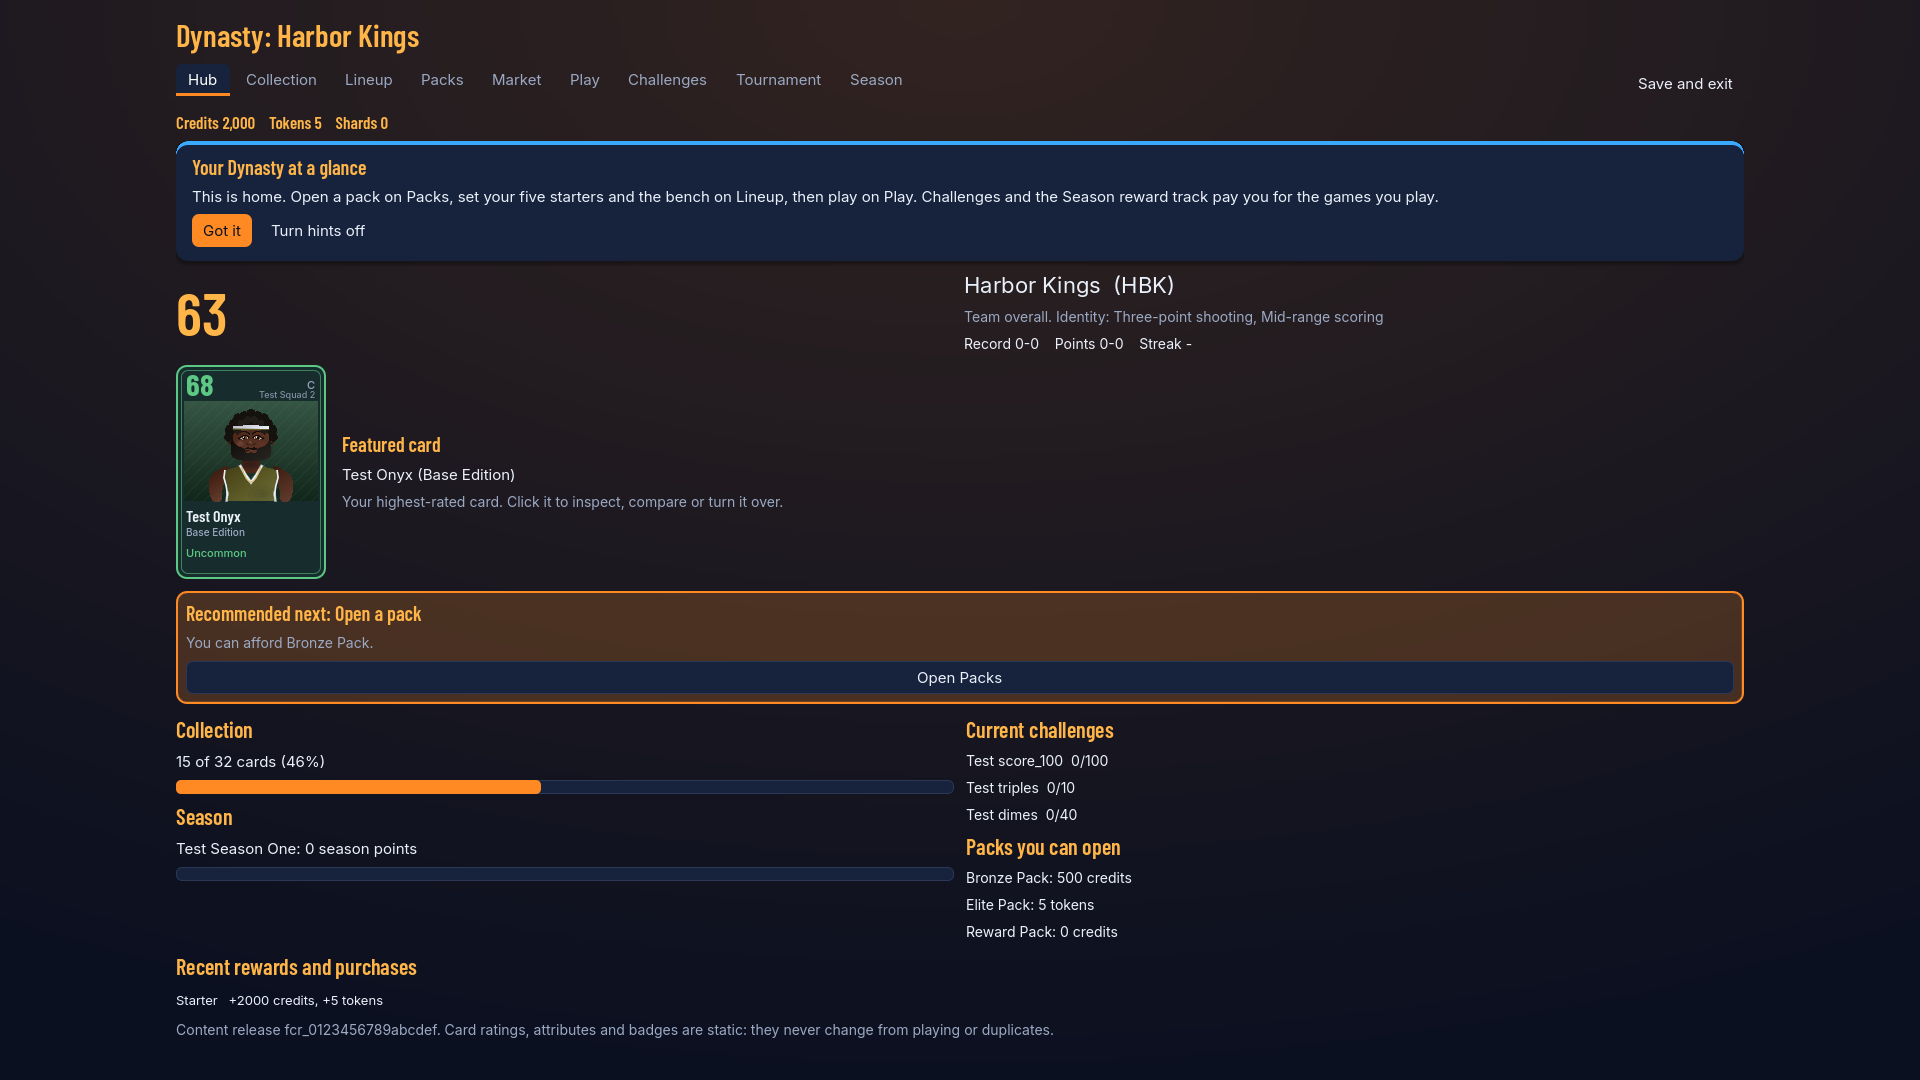 Dynasty: Harbor Kings
Hub Collection Lineup Packs Market Play Challenges Tournament Season Save and exit
Credits 2,000 Tokens 5 Shards 0
Your Dynasty at a glance
This is home. Open a pack on Packs, set your five starters and the bench on Lineup, then play on Play. Challenges and the Season reward track pay you for the games you play.
Got it Turn hints off
63
Harbor Kings (HBK)
Team overall. Identity: Three-point shooting, Mid-range scoring
Record 0-0 Points 0-0 Streak -
68 C
Test Squad 2
Test Onyx
Base Edition
Uncommon
Featured card
Test Onyx (Base Edition)
Your highest-rated card. Click it to inspect, compare or turn it over.
Recommended next: Open a pack
You can afford Bronze Pack.
Open Packs
Collection
15 of 32 cards (46%)
Season
Test Season One: 0 season points
Current challenges
Test score_100 0/100
Test triples 0/10
Test dimes 0/40
Packs you can open
Bronze Pack: 500 credits
Elite Pack: 5 tokens
Reward Pack: 0 credits
Recent rewards and purchases
Starter +2000 credits, +5 tokens
Content release fcr_0123456789abcdef. Card ratings, attributes and badges are static: they never change from playing or duplicates.